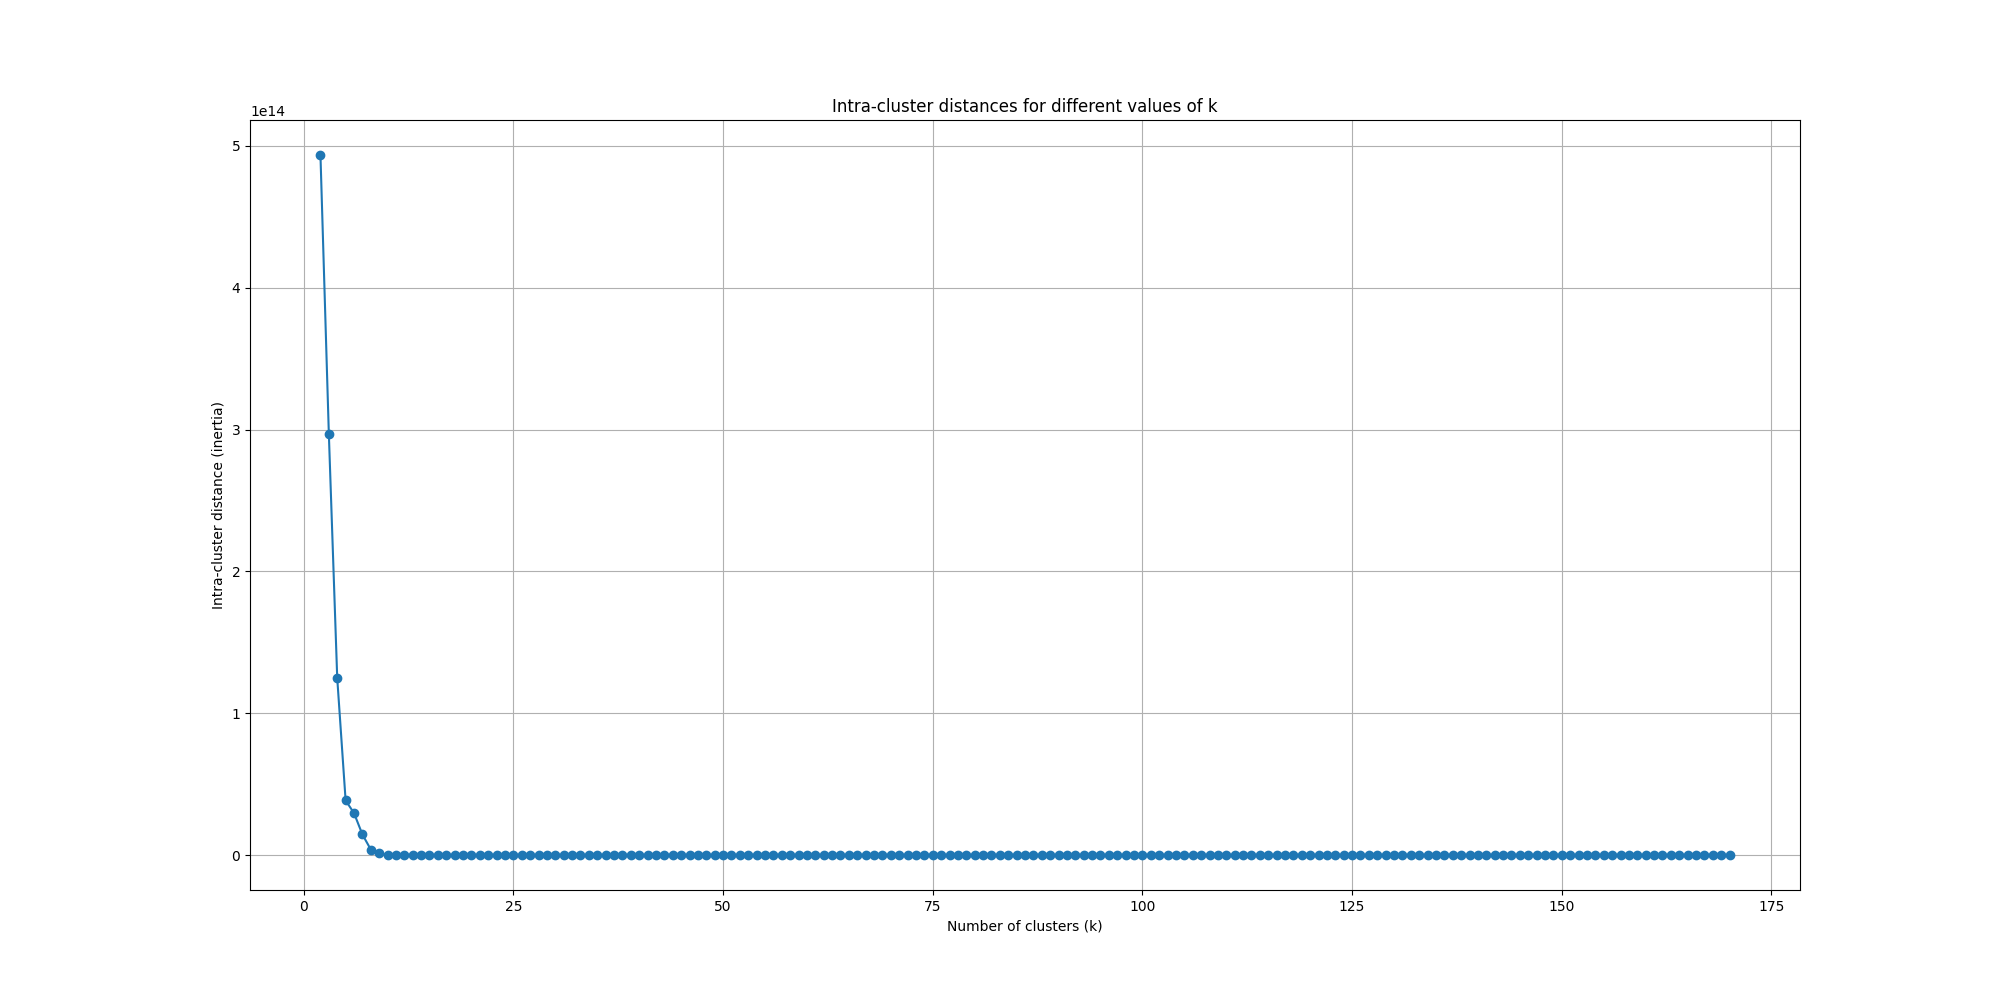 Intra-cluster distances for different values of k
1e14
5
4
3
2
1
0
Intra-cluster distance (inertia)
0 25 50 75 100 125 150 175
Number of clusters (k)